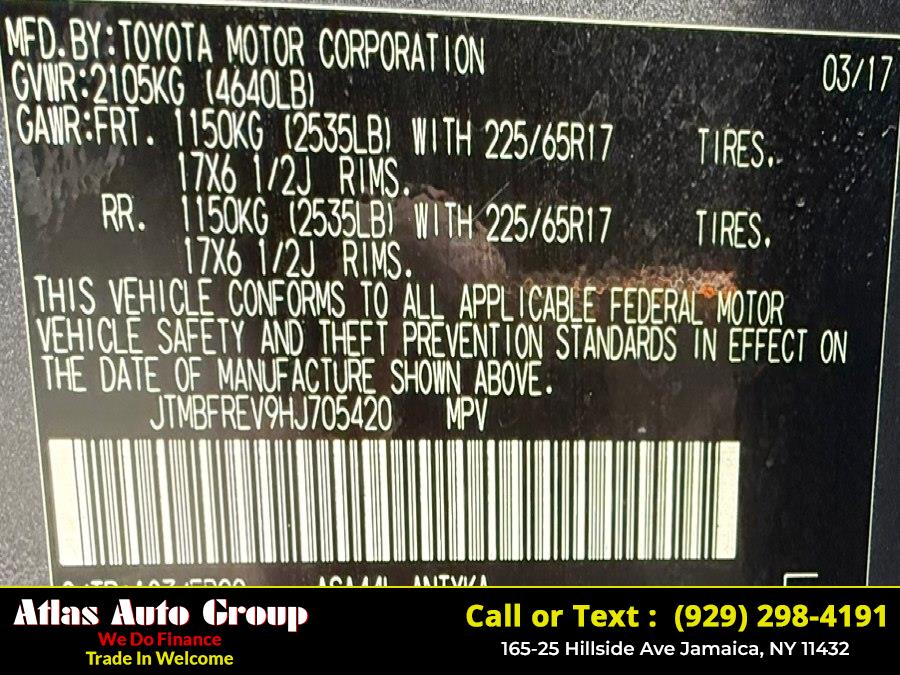 MFD.BY:TOYOTA MOTOR CORPORATION 03/17
GVWR:2105KG (4640LB)
GAWR:FRT. 1150KG (2535LB) WITH 225/65R17 TIRES.
17X6 1/2J RIMS.
RR. 1150KG (2535LB) WITH 225/65R17 TIRES.
17X6 1/2J RIMS.
THIS VEHICLE CONFORMS TO ALL APPLICABLE FEDERAL MOTOR
VEHICLE SAFETY AND THEFT PREVENTION STANDARDS IN EFFECT ON
THE DATE OF MANUFACTURE SHOWN ABOVE.
JTMBFREV9HJ705420 MPV
Atlas Auto Group
We Do FInance
Trade In Welcome
Call or Text : (929) 298-4191
165-25 Hillside Ave Jamaica, NY 11432